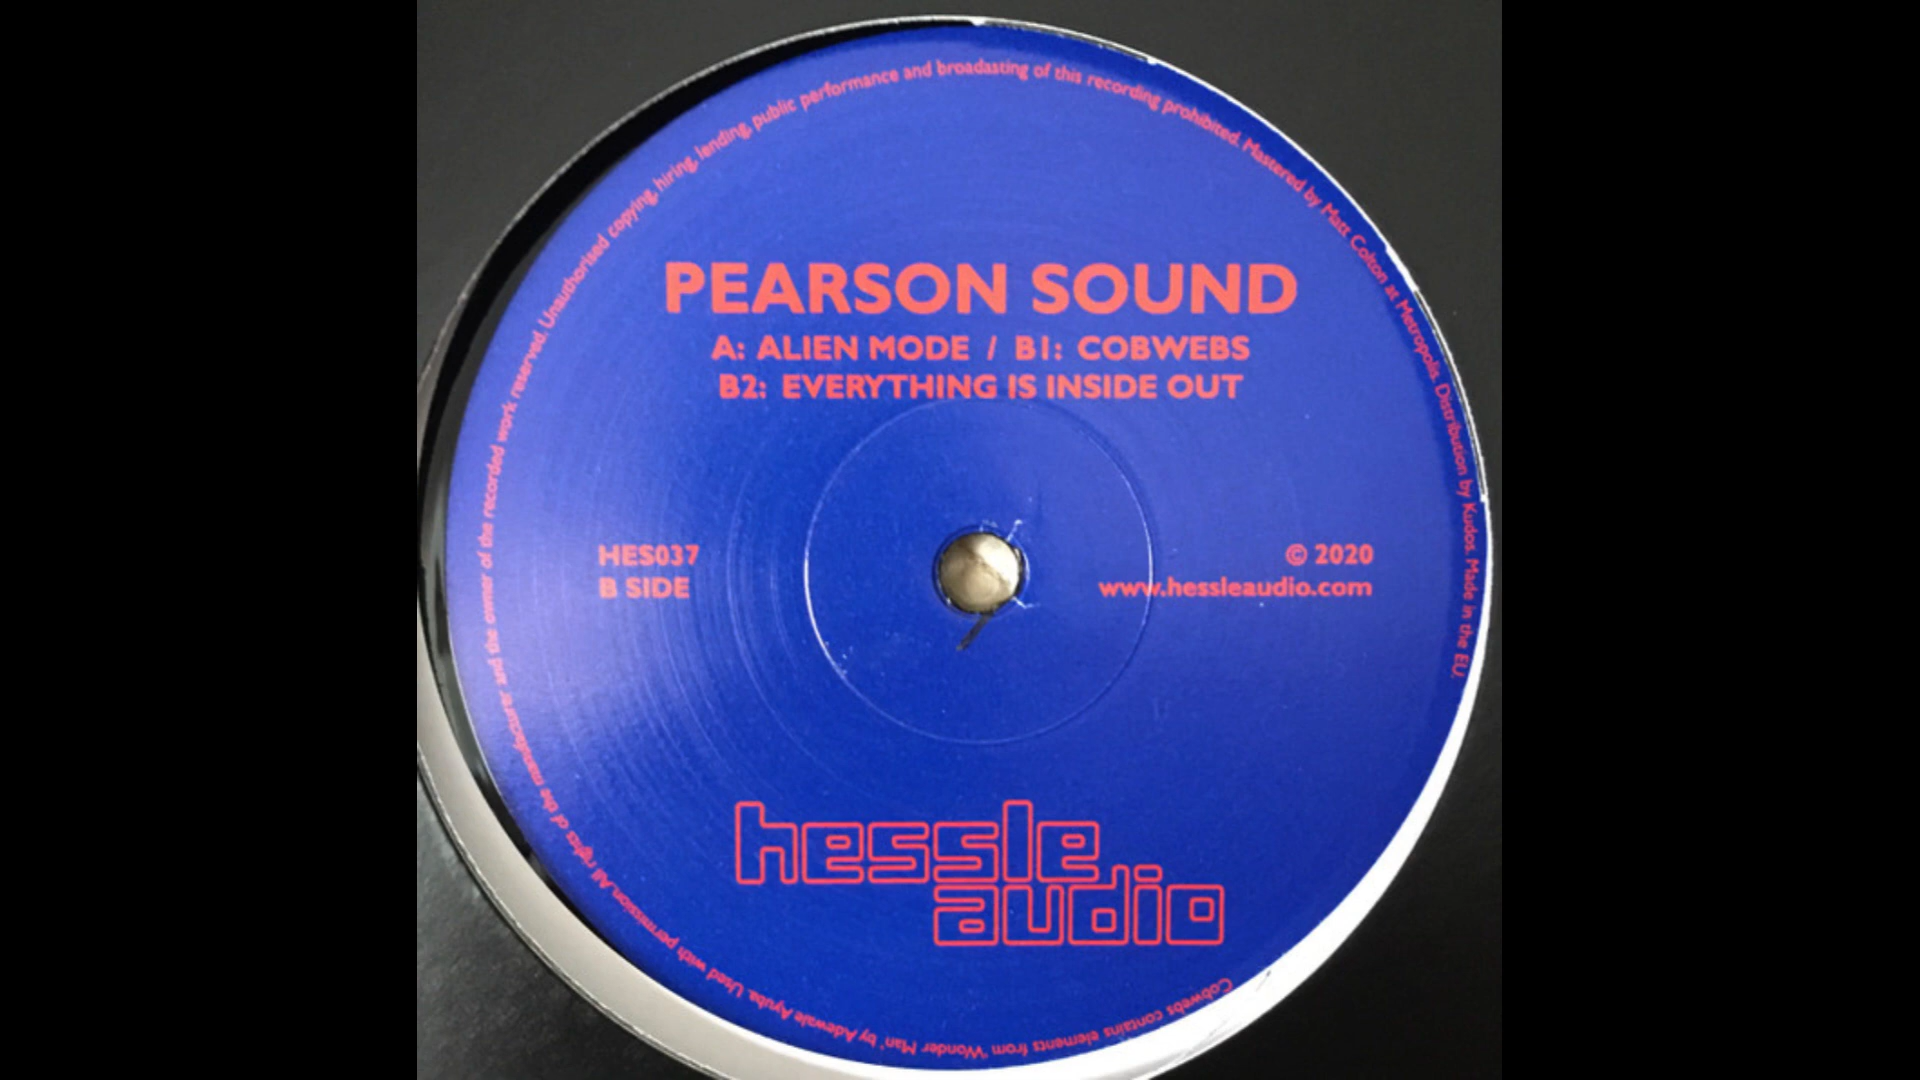 PEARSON SOUND
A: ALIEN MODE / B1: COBWEBS
B2: EVERYTHING IS INSIDE OUT
HES037
B SIDE
© 2020
www.hessleaudio.com
hessle
audio
Cobwebs contains elements from 'Wonder Man' by Adewale Ayuba. Used with permission. All rights of the manufacturer and the owner of the recorded work reserved. Unauthorised copying, hiring, lending, public performance and broadasting of this recording prohibited. Mastered by Matt Colton at Metropolis. Distribution by Kudos. Made in the EU.